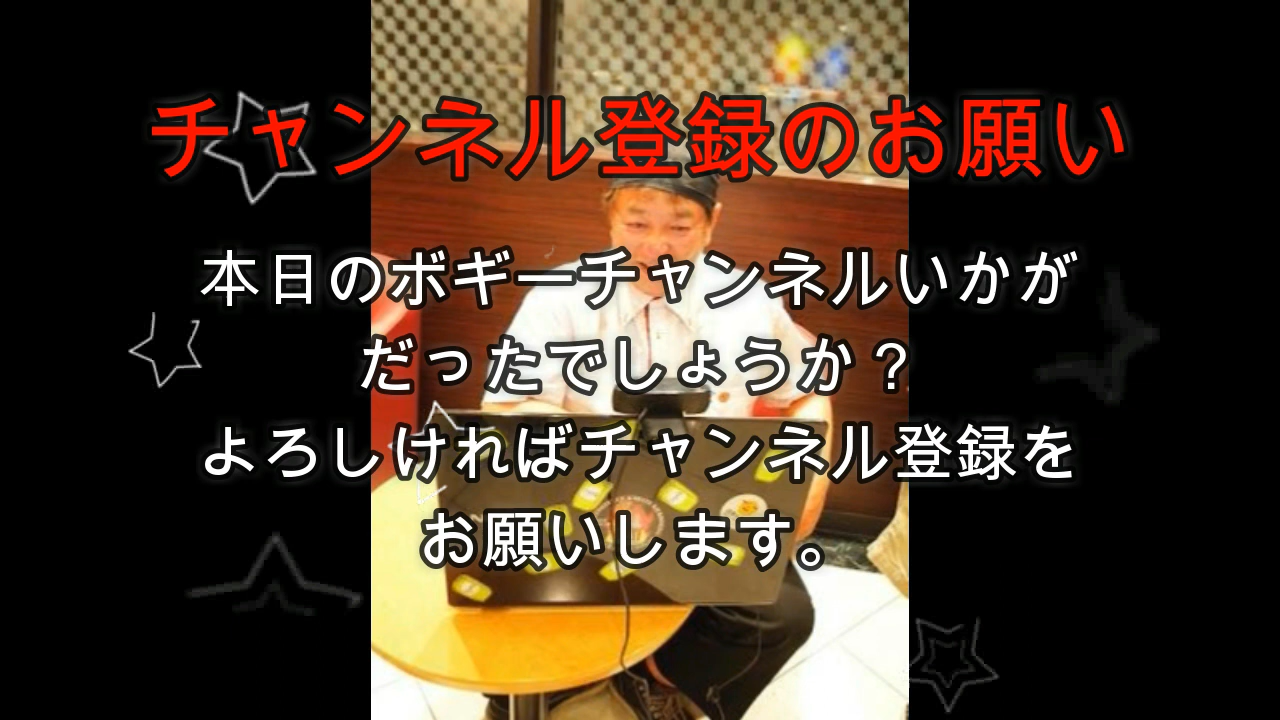 チャンネル登録のお願い
本日のボギーチャンネルいかが
だったでしょうか？
よろしければチャンネル登録を
お願いします。